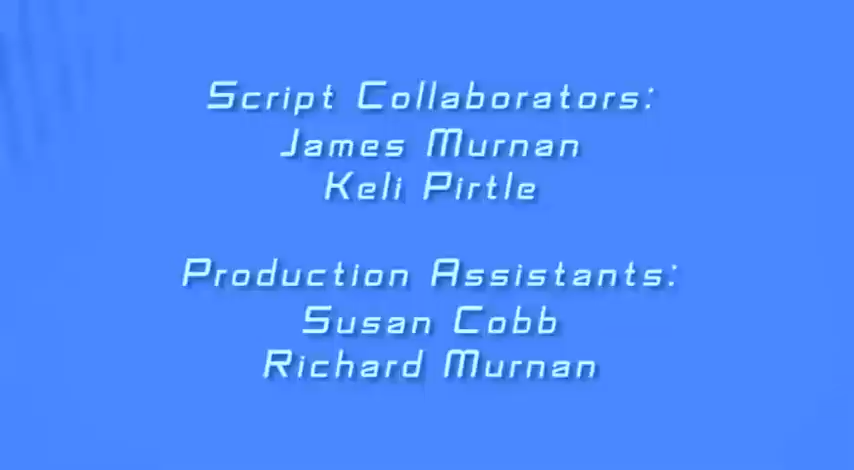 Script Collaborators:
James Murnan
Keli Pirtle
Production Assistants:
Susan Cobb
Richard Murnan